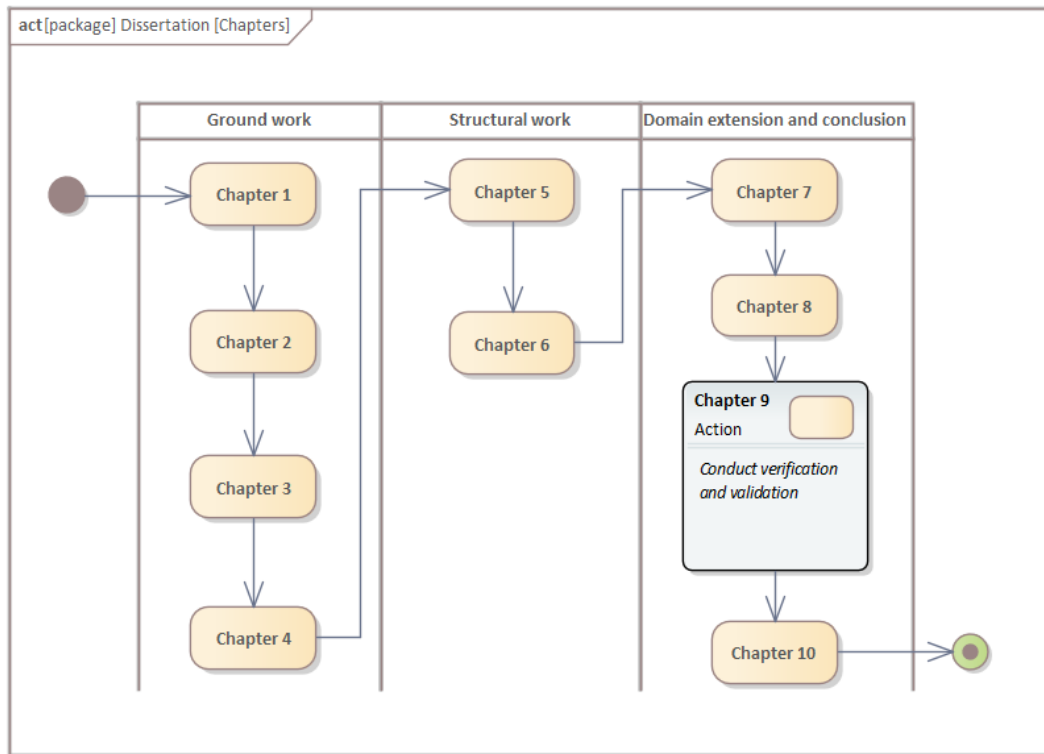 act[package] Dissertation [Chapters]
Ground work
Structural work
Domain extension and conclusion
Chapter 1
Chapter 2
Chapter 3
Chapter 4
Chapter 5
Chapter 6
Chapter 7
Chapter 8
Chapter 9
Action
Conduct verification
and validation
Chapter 10